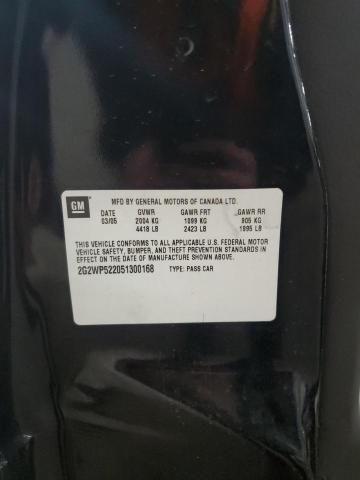 GM
MFD BY GENERAL MOTORS OF CANADA LTD.
DATE GVWR GAWR FRT GAWR RR
03/05 2004 KG 1099 KG 905 KG
4418 LB 2423 LB 1995 LB
THIS VEHICLE CONFORMS TO ALL APPLICABLE U.S. FEDERAL MOTOR
VEHICLE SAFETY, BUMPER, AND THEFT PREVENTION STANDARDS IN
EFFECT ON THE DATE OF MANUFACTURE SHOWN ABOVE.
2G2WP522051300168 TYPE: PASS CAR